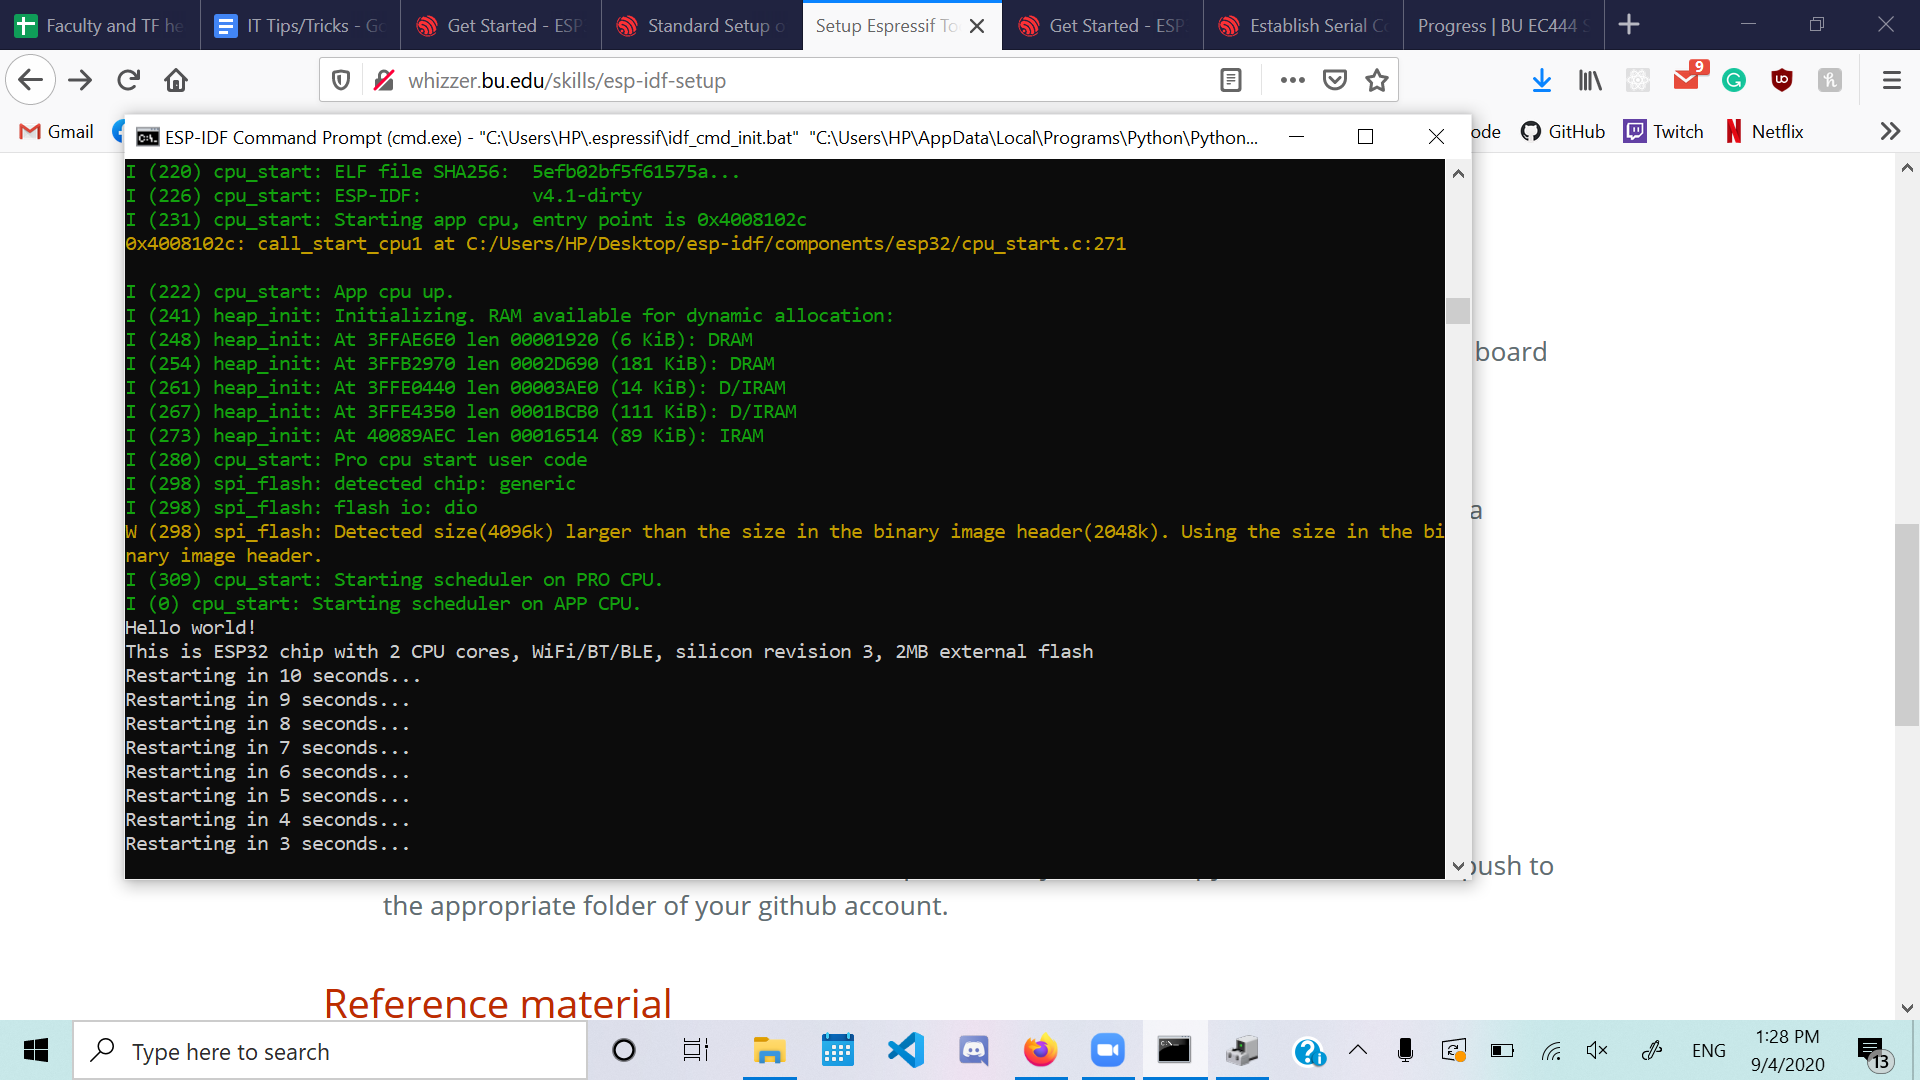 Faculty and TF he
IT Tips/Tricks - Go
Get Started - ESP
Standard Setup o
Setup Espressif To
Get Started - ESP
Establish Serial Co
Progress | BU EC444 S
whizzer.bu.edu/skills/esp-idf-setup
9
Gmail
ode
GitHub
Twitch
Netflix
ESP-IDF Command Prompt (cmd.exe) - "C:\Users\HP\.espressif\idf_cmd_init.bat" "C:\Users\HP\AppData\Local\Programs\Python\Python...
I (220) cpu_start: ELF file SHA256:  5efb02bf5f61575a...
I (226) cpu_start: ESP-IDF:          v4.1-dirty
I (231) cpu_start: Starting app cpu, entry point is 0x4008102c
0x4008102c: call_start_cpu1 at C:/Users/HP/Desktop/esp-idf/components/esp32/cpu_start.c:271
I (222) cpu_start: App cpu up.
I (241) heap_init: Initializing. RAM available for dynamic allocation:
I (248) heap_init: At 3FFAE6E0 len 00001920 (6 KiB): DRAM
I (254) heap_init: At 3FFB2970 len 0002D690 (181 KiB): DRAM
I (261) heap_init: At 3FFE0440 len 00003AE0 (14 KiB): D/IRAM
I (267) heap_init: At 3FFE4350 len 0001BCB0 (111 KiB): D/IRAM
I (273) heap_init: At 40089AEC len 00016514 (89 KiB): IRAM
I (280) cpu_start: Pro cpu start user code
I (298) spi_flash: detected chip: generic
I (298) spi_flash: flash io: dio
W (298) spi_flash: Detected size(4096k) larger than the size in the binary image header(2048k). Using the size in the bi
nary image header.
I (309) cpu_start: Starting scheduler on PRO CPU.
I (0) cpu_start: Starting scheduler on APP CPU.
Hello world!
This is ESP32 chip with 2 CPU cores, WiFi/BT/BLE, silicon revision 3, 2MB external flash
Restarting in 10 seconds...
Restarting in 9 seconds...
Restarting in 8 seconds...
Restarting in 7 seconds...
Restarting in 6 seconds...
Restarting in 5 seconds...
Restarting in 4 seconds...
Restarting in 3 seconds...
board
a
push to
the appropriate folder of your github account.
Reference material
Type here to search
ENG
1:28 PM
9/4/2020
13